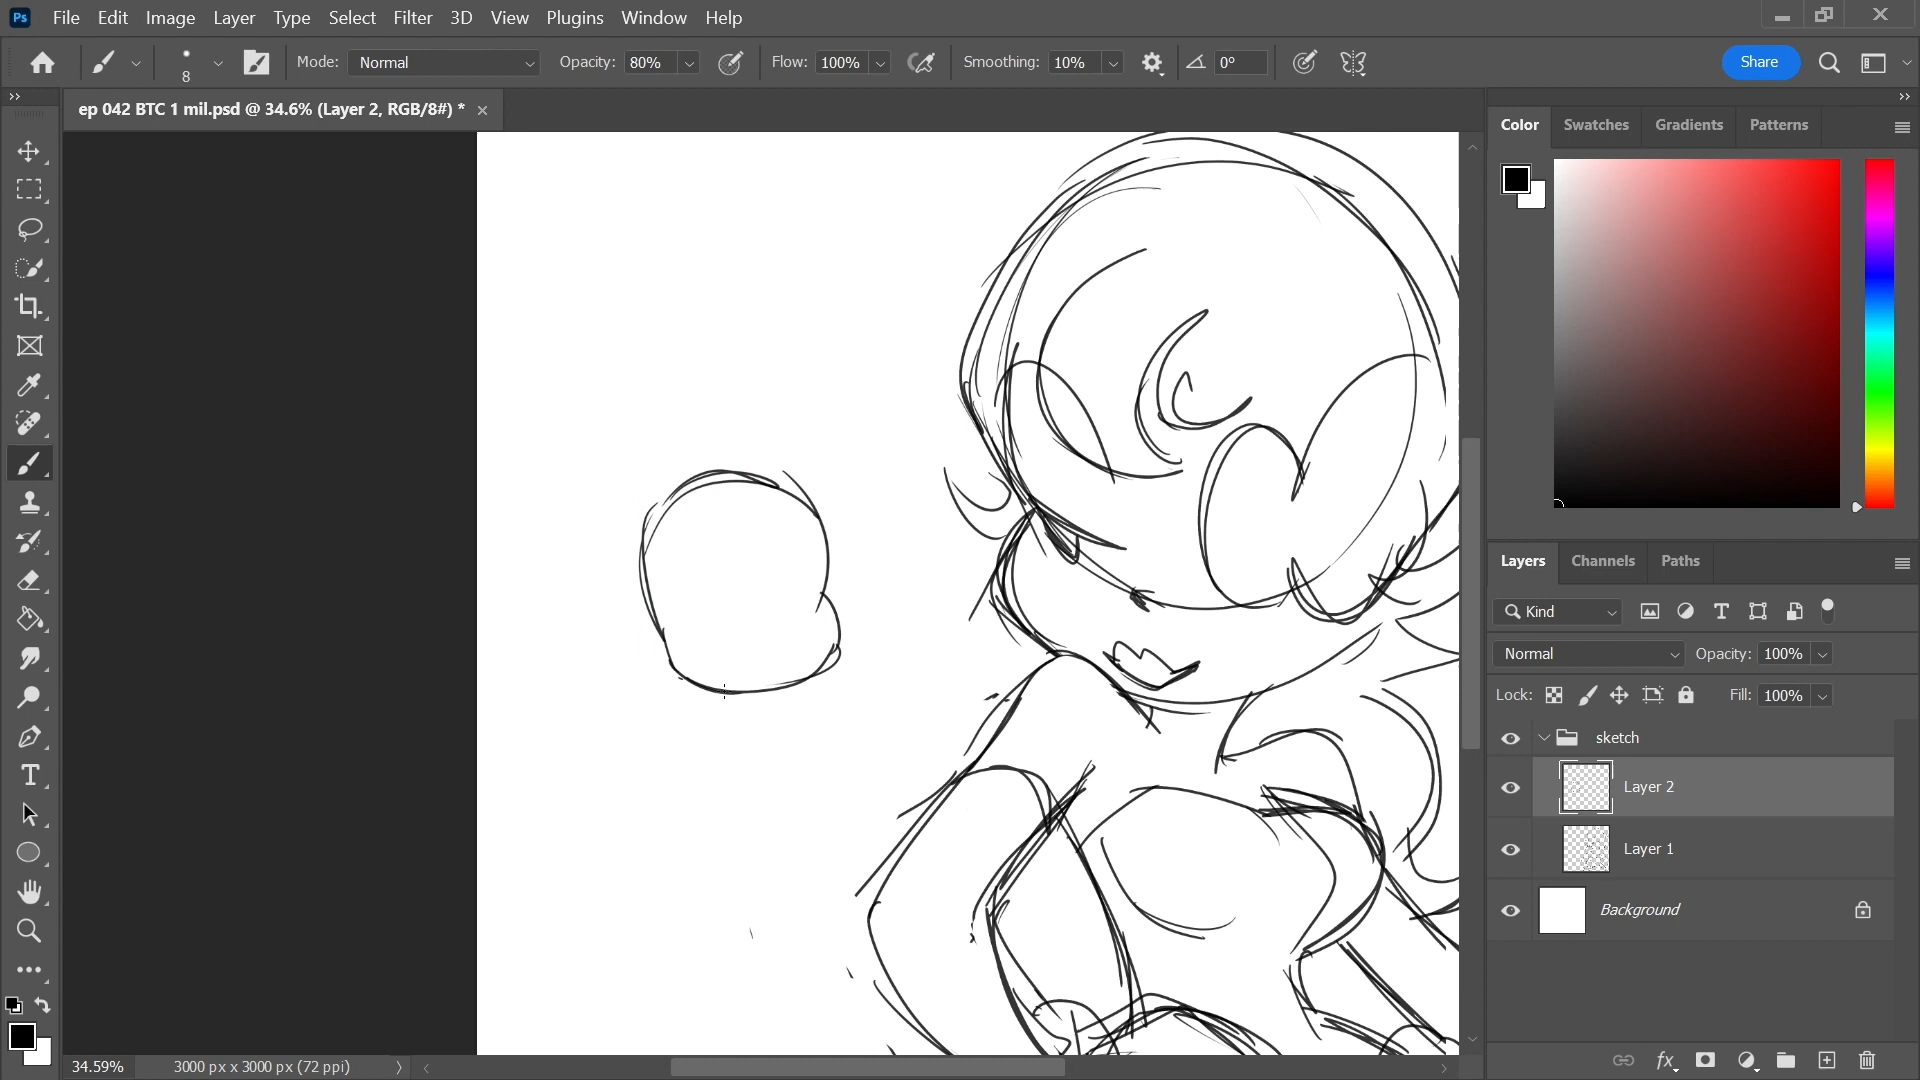 Ps File Edit Image Layer Type Select Filter 3D View Plugins Window Help
8 Mode: Normal Opacity: 80% Flow: 100% Smoothing: 10% 0° Share
ep 042 BTC 1 mil.psd @ 34.6% (Layer 2, RGB/8#) *
Color Swatches Gradients Patterns
Layers Channels Paths
Kind
Normal Opacity: 100%
Lock: Fill: 100%
sketch
Layer 2
Layer 1
Background
fx
34.59% 3000 px x 3000 px (72 ppi)